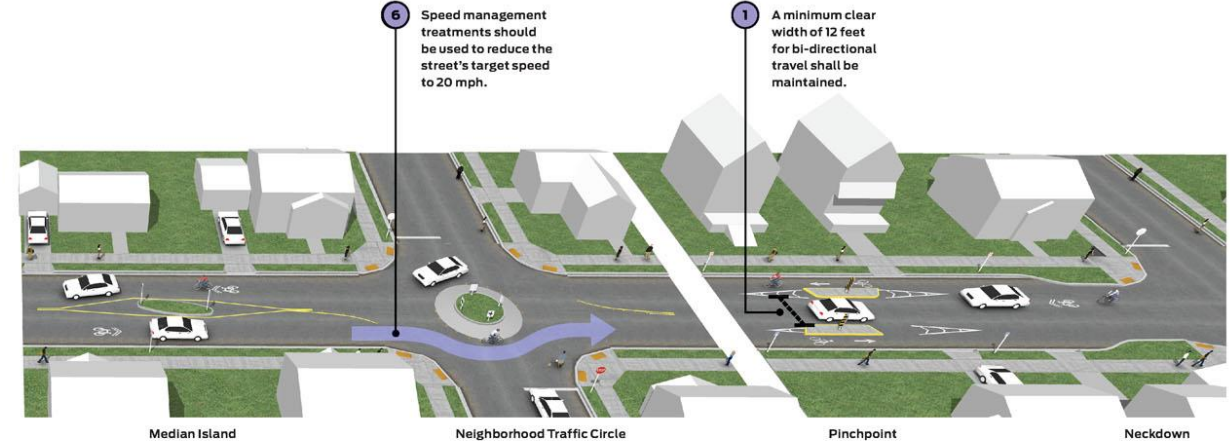 6
Speed management
treatments should
be used to reduce the
street's target speed
to 20 mph.
1
A minimum clear
width of 12 feet
for bi-directional
travel shall be
maintained.
Median Island
Neighborhood Traffic Circle
Pinchpoint
Neckdown